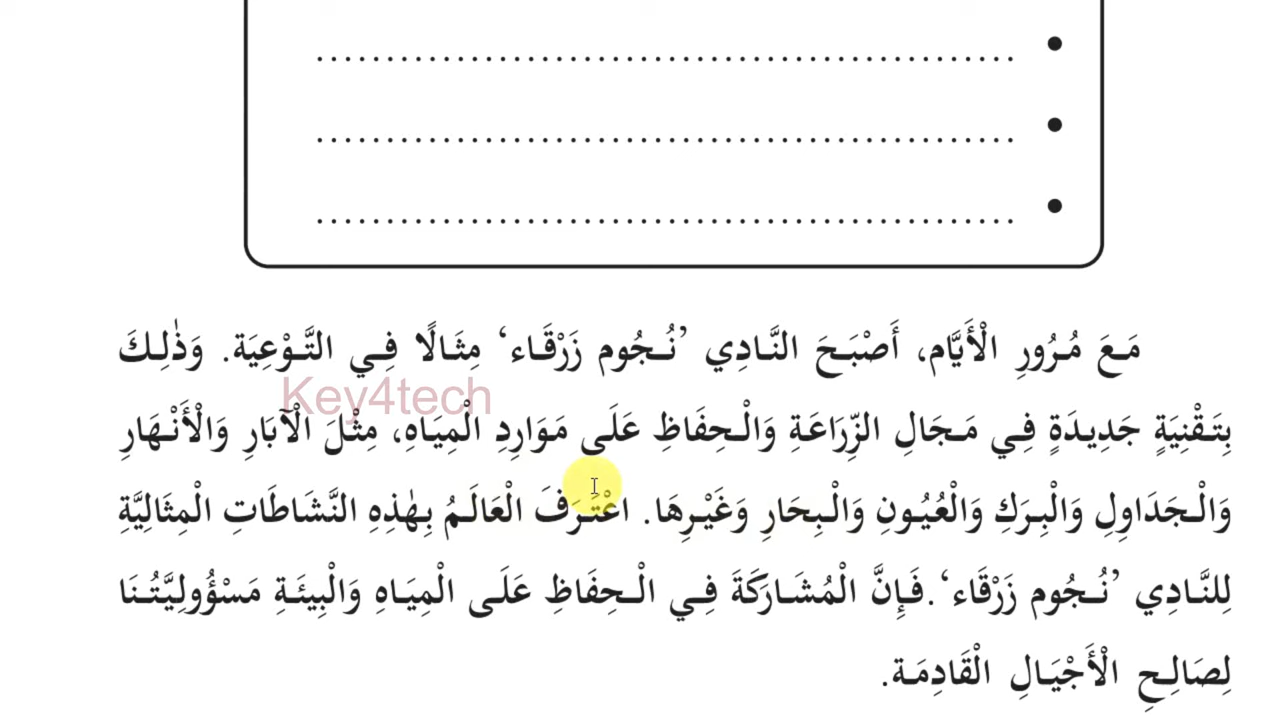 مَعَ مُرُورِ الْأَيَّام، أَصْبَحَ النَّادِي ’نُجُوم زَرْقَاء‘ مِثَالًا فِي التَّوْعِيَة. وَذٰلِكَ
Key4tech
بِتَقْنِيَةٍ جَدِيدَةٍ فِي مَجَالِ الزِّرَاعَةِ وَالْحِفَاظِ عَلَى مَوَارِدِ الْمِيَاهِ، مِثْلَ الْآبَارِ وَالْأَنْهَارِ
وَالْجَدَاوِلِ وَالْبِرَكِ وَالْعُيُونِ وَالْبِحَارِ وَغَيْرِهَا. اعْتَرَفَ الْعَالَمُ بِهٰذِهِ النَّشَاطَاتِ الْمِثَالِيَّةِ
لِلنَّادِي ’نُجُوم زَرْقَاء‘.فَإِنَّ الْمُشَارَكَةَ فِي الْحِفَاظِ عَلَى الْمِيَاهِ وَالْبِيئَةِ مَسْؤُولِيَّتُنَا
لِصَالِحِ الْأَجْيَالِ الْقَادِمَة.